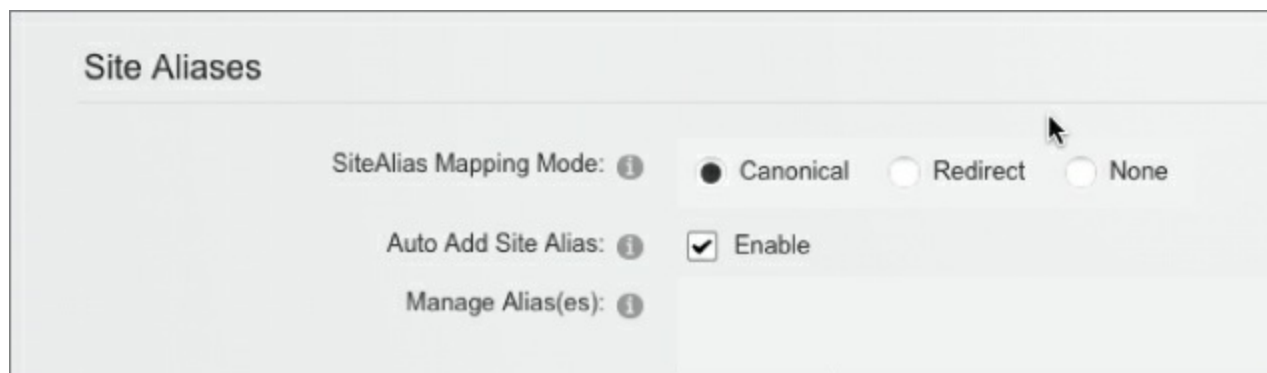 Site Aliases
SiteAlias Mapping Mode: Canonical Redirect None
Auto Add Site Alias: Enable
Manage Alias(es):